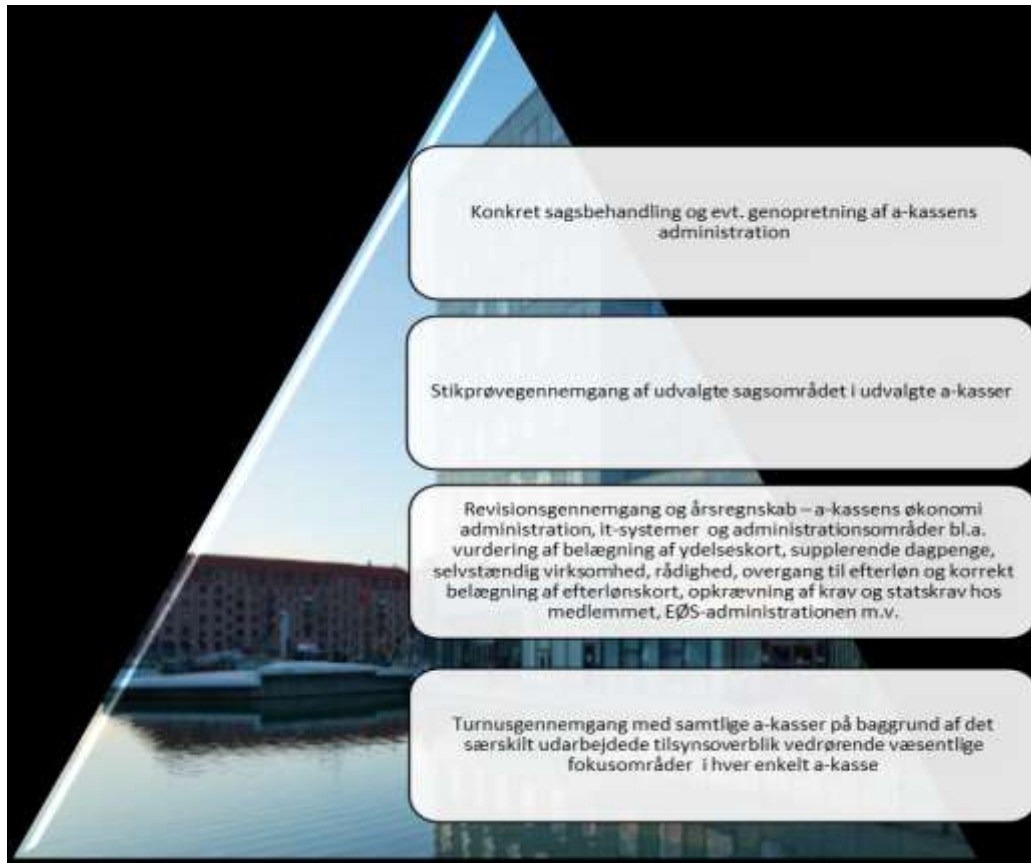 Konkret sagsbehandling og evt. genopretning af a-kassens
administration
Stikprøvegennemgang af udvalgte sagsområdet i udvalgte a-kasser
Revisionsgennemgang og årsregnskab – a-kassens økonomi
administration, it-systemer og administrationsområder bl.a.
vurdering af belægning af ydelseskort, supplerende dagpenge,
selvstændig virksomhed, rådighed, overgang til efterløn og korrekt
belægning af efterlønskort, opkrævning af krav og statskrav hos
medlemmet, EØS-administrationen m.v.
Turnusgennemgang med samtlige a-kasser på baggrund af det
særskilt udarbejdede tilsynsoverblik vedrørende væsentlige
fokusområder i hver enkelt a-kasse